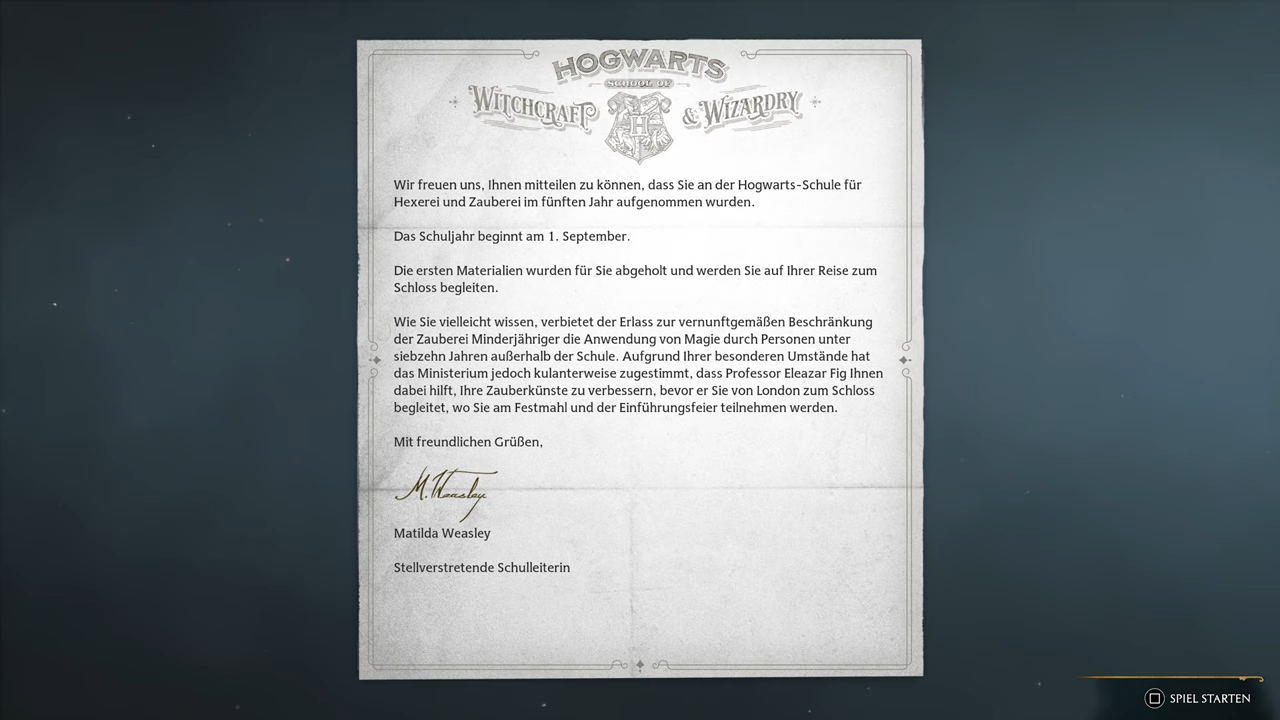 HOGWARTS
SCHOOL OF
WITCHCRAFT & WIZARDRY
H
Wir freuen uns, Ihnen mitteilen zu können, dass Sie an der Hogwarts-Schule für
Hexerei und Zauberei im fünften Jahr aufgenommen wurden.
Das Schuljahr beginnt am 1. September.
Die ersten Materialien wurden für Sie abgeholt und werden Sie auf Ihrer Reise zum
Schloss begleiten.
Wie Sie vielleicht wissen, verbietet der Erlass zur vernunftgemäßen Beschränkung
der Zauberei Minderjähriger die Anwendung von Magie durch Personen unter
siebzehn Jahren außerhalb der Schule. Aufgrund Ihrer besonderen Umstände hat
das Ministerium jedoch kulanterweise zugestimmt, dass Professor Eleazar Fig Ihnen
dabei hilft, Ihre Zauberkünste zu verbessern, bevor er Sie von London zum Schloss
begleitet, wo Sie am Festmahl und der Einführungsfeier teilnehmen werden.
Mit freundlichen Grüßen,
M. Weasley
Matilda Weasley
Stellverstretende Schulleiterin
SPIEL STARTEN